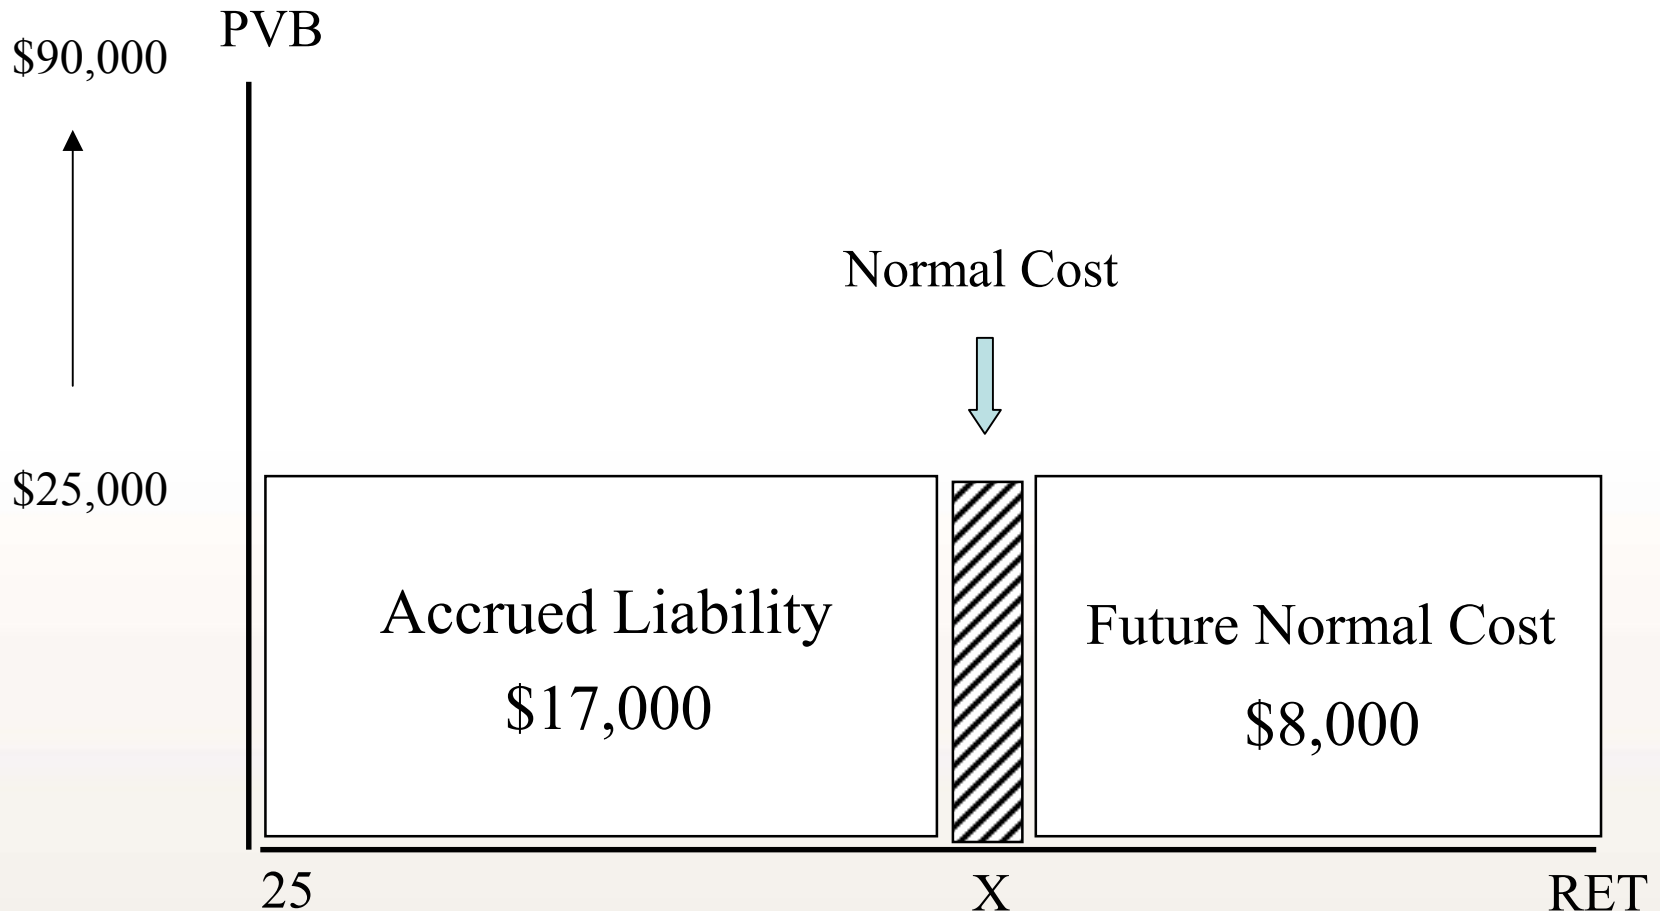 PVB
$90,000
Normal Cost
$25,000
Accrued Liability
$17,000
Future Normal Cost
$8,000
25
X
RET